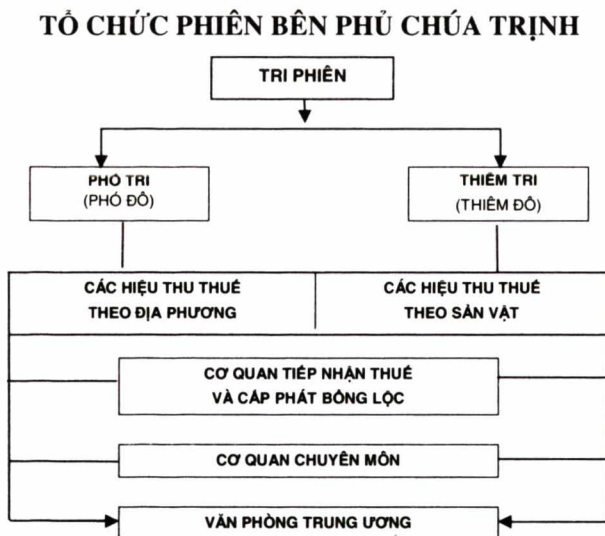 TỔ CHỨC PHIÊN BÊN PHỦ CHÚA TRỊNH
TRI PHIÊN
PHÓ TRI
(PHÓ ĐÔ)
THIÊM TRI
(THIÊM ĐÔ)
CÁC HIỆU THU THUẾ
THEO ĐỊA PHƯƠNG
CÁC HIỆU THU THUẾ
THEO SẢN VẬT
CƠ QUAN TIẾP NHẬN THUẾ
VÀ CẤP PHÁT BỔNG LỘC
CƠ QUAN CHUYÊN MÔN
VĂN PHÒNG TRUNG ƯƠNG